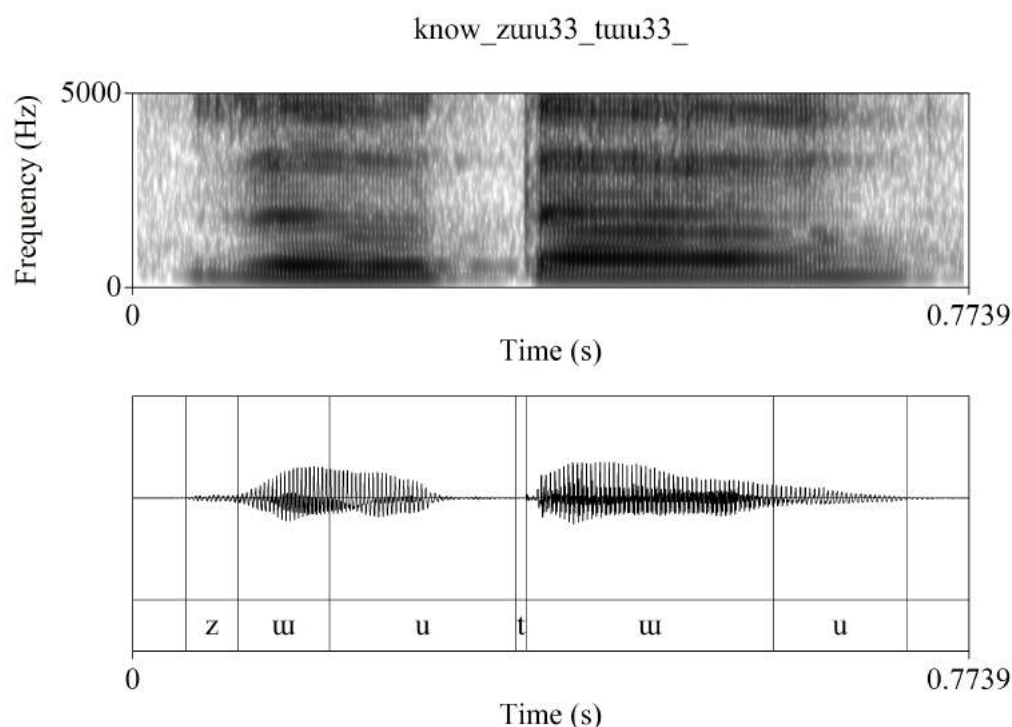 know_zɯu33_tɯu33_
5000
Frequency (Hz)
0
0 0.7739
Time (s)
z ɯ u t ɯ u
0 0.7739
Time (s)